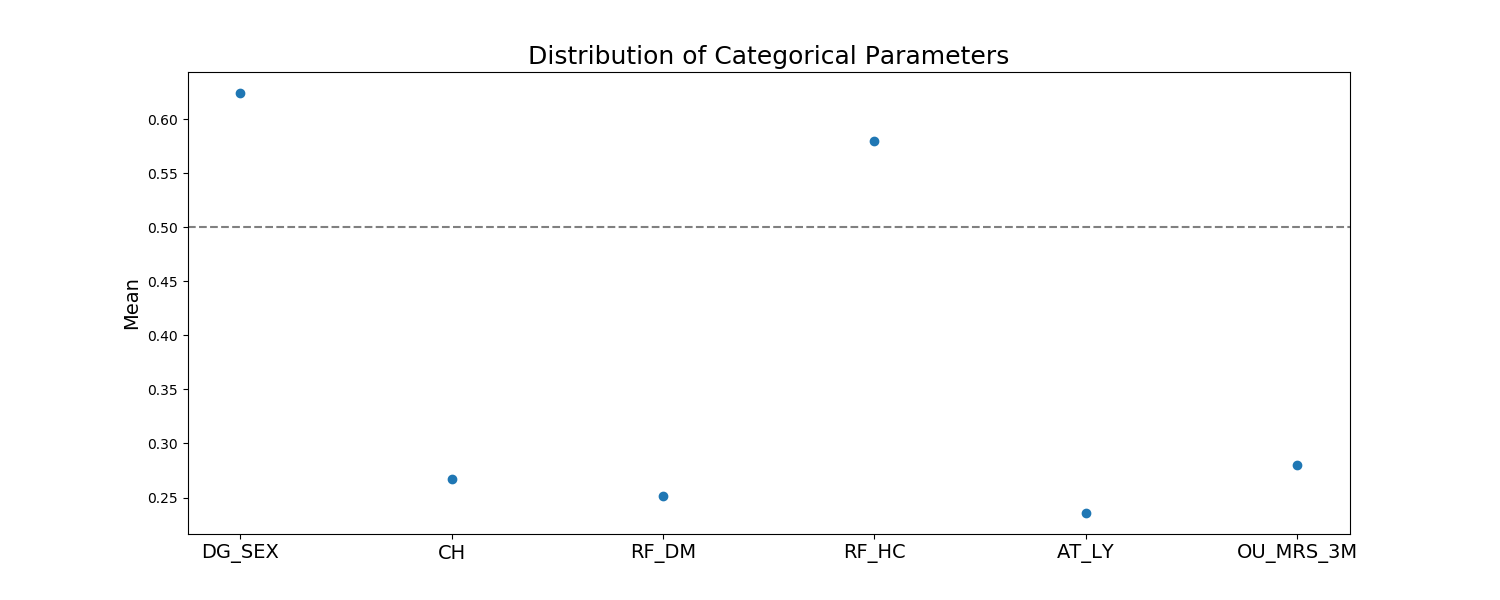 Distribution of Categorical Parameters
0.60
0.55
0.50
0.45
0.40
0.35
0.30
0.25
Mean
DG_SEX CH RF_DM RF_HC AT_LY OU_MRS_3M